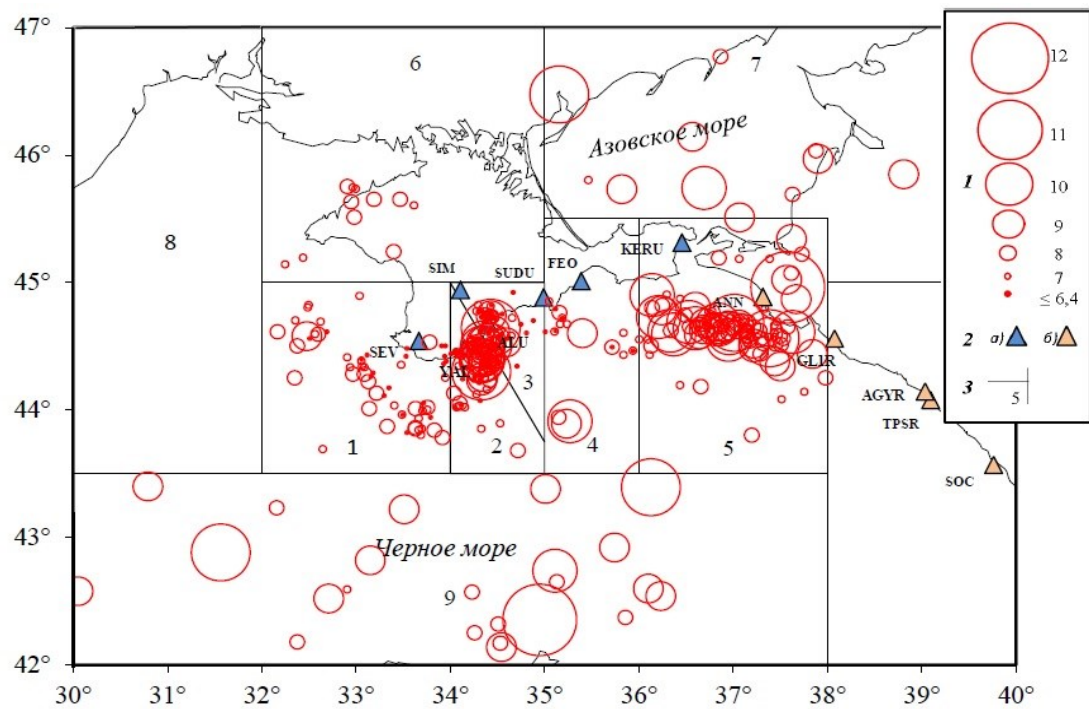 47°
46°
45°
44°
43°
42°
30°
31°
32°
33°
34°
35°
36°
37°
38°
39°
40°
6
7
Азовское море
8
KERU
FEO
SIM
SUDU
ANN
SEV
ALU
YAL
GLIR
3
AGYR
TPSR
1
2
4
5
SOC
Черное море
9
12
11
1
10
9
8
7
≤ 6,4
2
а)
б)
3
5